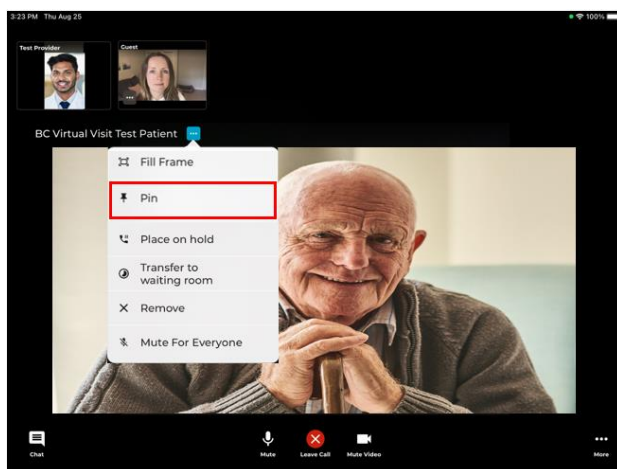 3:23 PM Thu Aug 25
100%
Test Provider
Guest
BC Virtual Visit Test Patient
Fill Frame
Pin
Place on hold
Transfer to
waiting room
Remove
Mute For Everyone
Chat
Mute
Leave Call
Mute Video
More